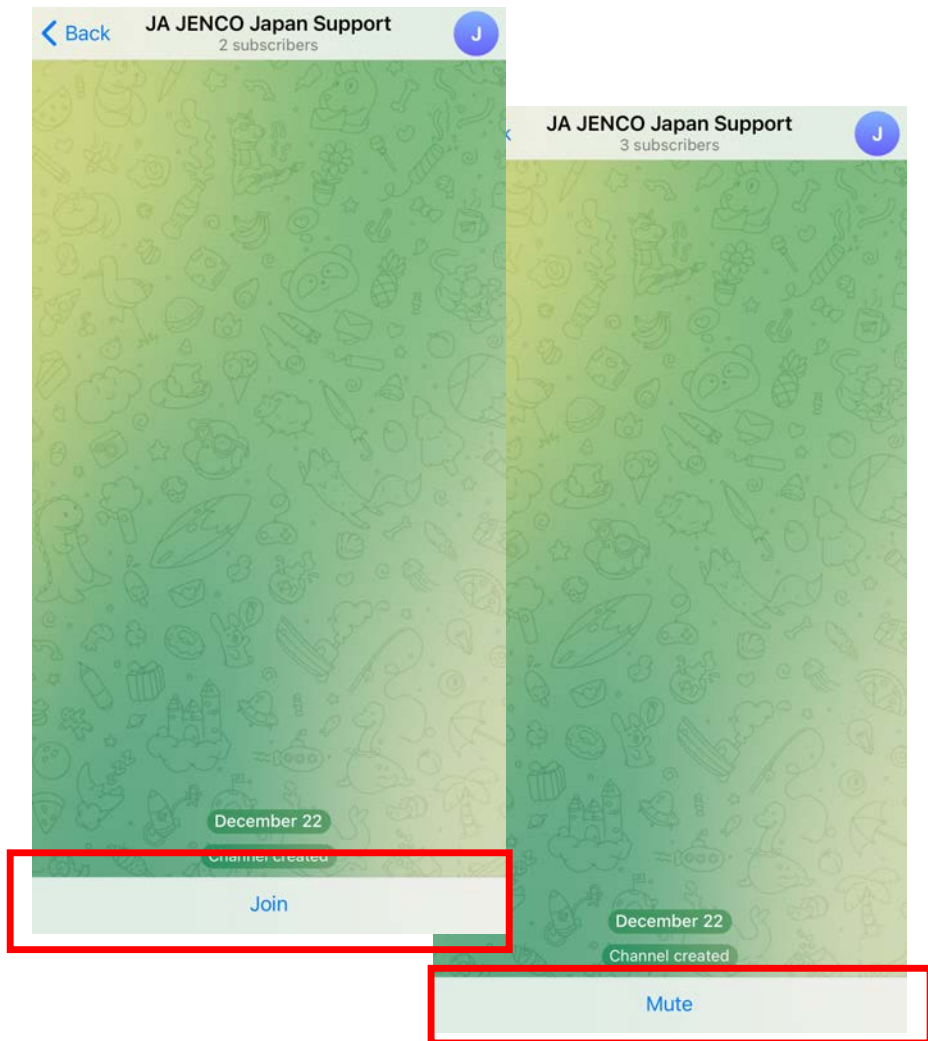 Back
JA JENCO Japan Support
2 subscribers
J
December 22
Channel created
Join
JA JENCO Japan Support
3 subscribers
J
December 22
Channel created
Mute